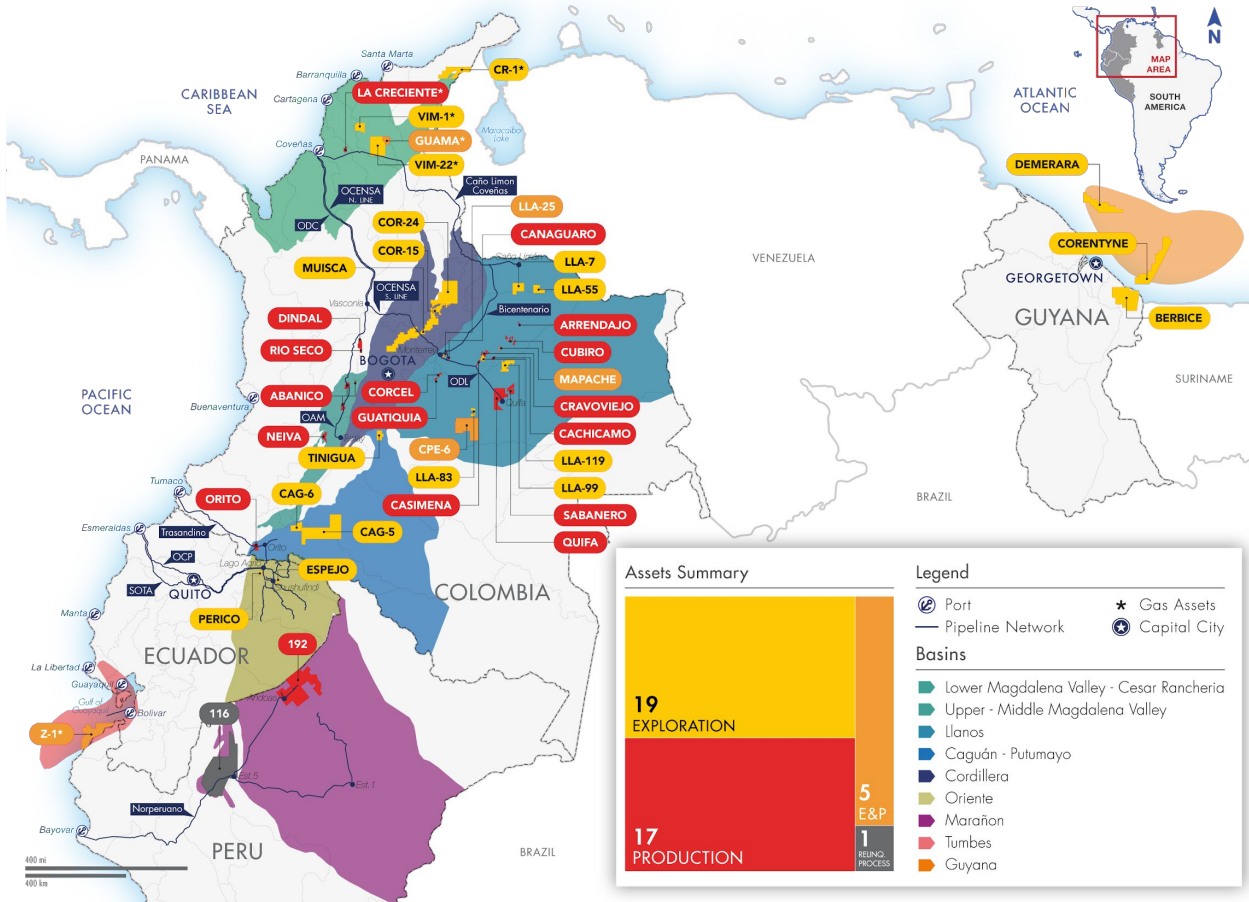 Santa Marta
Barranquilla
CR-1*
CARIBBEAN
SEA
LA CRECIENTE*
Cartagena
VIM-1*
GUAMA*
Maracaibo
Lake
VIM-22*
Coveñas
PANAMA
Caño Limon
Coveñas
OCENSA
N. LINE
ODC
LLA-25
COR-24
CANAGUARO
COR-15
Caño Limón
LLA-7
MUISCA
VENEZUELA
OCENSA
S. LINE
LLA-55
Vasconia
Bicentenario
DINDAL
ARRENDAJO
RIO SECO
Monterrey
CUBIRO
BOGOTA
MAPACHE
ODL
PACIFIC
OCEAN
ABANICO
CORCEL
Quifa
CRAVOVIEJO
Buenaventura
GUATIQUIA
OAM
CACHICAMO
NEIVA
CPE-6
TINIGUA
LLA-119
LLA-83
LLA-99
Tumaco
ORITO
CAG-6
CASIMENA
SABANERO
Esmeraldas
Trasandino
CAG-5
QUIFA
Orito
OCP
Lago Agrio
ESPEJO
SOTA
QUITO
Shushufindi
COLOMBIA
Manta
PERICO
192
ECUADOR
La Libertad
Guayaquil
Andoas
Gulf of
Guayaquil
Bolivar
116
Z-1*
Est.5
Est.1
Norperuano
Bayovar
PERU
BRAZIL
400 mi
400 km
N
MAP
AREA
SOUTH
AMERICA
ATLANTIC
OCEAN
DEMERARA
CORENTYNE
GEORGETOWN
BERBICE
GUYANA
SURINAME
BRAZIL
Assets Summary
19
EXPLORATION
17
PRODUCTION
5
E&P
1
RELINQ.
PROCESS
Legend
Port
* Gas Assets
Pipeline Network
Capital City
Basins
Lower Magdalena Valley - Cesar Rancheria
Upper - Middle Magdalena Valley
Llanos
Caguán - Putumayo
Cordillera
Oriente
Marañon
Tumbes
Guyana